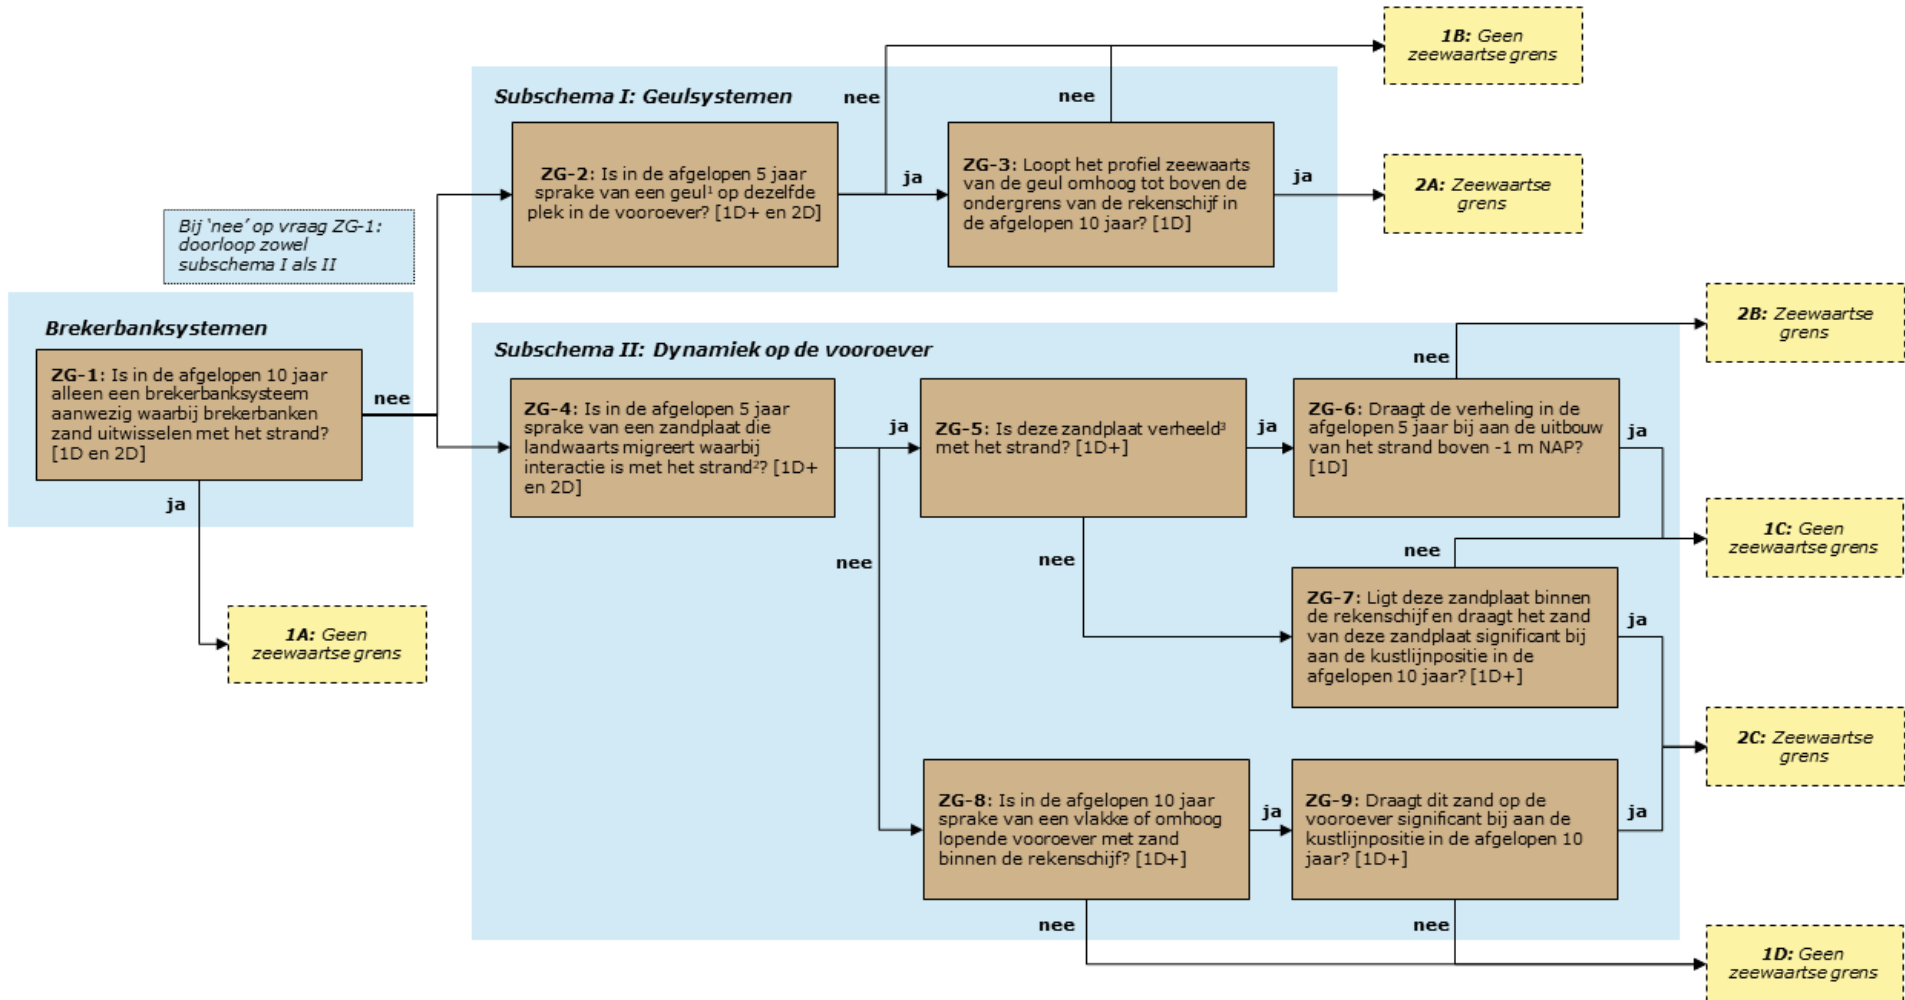 1B: Geen
zeewaartse grens
Subschema I: Geulsystemen
nee
nee
ZG-2: Is in de afgelopen 5 jaar
sprake van een geul¹ op dezelfde
plek in de vooroever? [1D+ en 2D]
ja
ZG-3: Loopt het profiel zeewaarts
van de geul omhoog tot boven de
ondergrens van de rekenschijf in
de afgelopen 10 jaar? [1D]
ja
2A: Zeewaartse
grens
Bij ‘nee’ op vraag ZG-1:
doorloop zowel
subschema I als II
Brekerbanksystemen
ZG-1: Is in de afgelopen 10 jaar
alleen een brekerbanksysteem
aanwezig waarbij brekerbanken
zand uitwisselen met het strand?
[1D en 2D]
nee
ja
1A: Geen
zeewaartse grens
Subschema II: Dynamiek op de vooroever
nee
2B: Zeewaartse
grens
ZG-4: Is in de afgelopen 5 jaar
sprake van een zandplaat die
landwaarts migreert waarbij
interactie is met het strand²? [1D+
en 2D]
ja
ZG-5: Is deze zandplaat verheeld³
met het strand? [1D+]
ja
ZG-6: Draagt de verheling in de
afgelopen 5 jaar bij aan de uitbouw
van het strand boven -1 m NAP?
[1D]
ja
1C: Geen
zeewaartse grens
nee
nee
nee
ZG-7: Ligt deze zandplaat binnen
de rekenschijf en draagt het zand
van deze zandplaat significant bij
aan de kustlijnpositie in de
afgelopen 10 jaar? [1D+]
ja
2C: Zeewaartse
grens
ZG-8: Is in de afgelopen 10 jaar
sprake van een vlakke of omhoog
lopende vooroever met zand
binnen de rekenschijf? [1D+]
ja
ZG-9: Draagt dit zand op de
vooroever significant bij aan de
kustlijnpositie in de afgelopen 10
jaar? [1D+]
ja
nee
nee
1D: Geen
zeewaartse grens